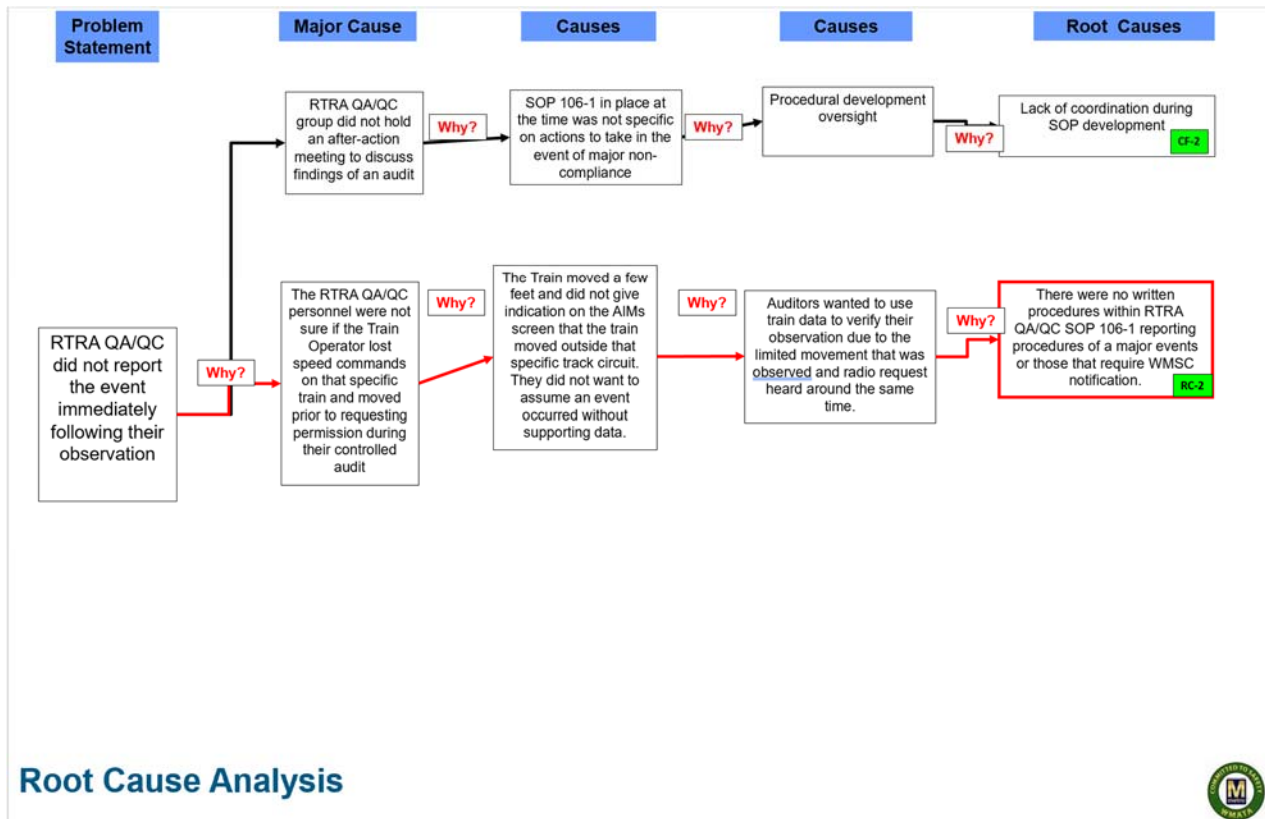 Problem
Statement
Major Cause
Causes
Causes
Root Causes
RTRA QA/QC
did not report
the event
immediately
following their
observation
Why?
RTRA QA/QC
group did not hold
an after-action
meeting to discuss
findings of an audit
Why?
SOP 106-1 in place
at the time was not specific
on actions to take in the
event of major non-
compliance
Why?
Procedural development
oversight
Why?
Lack of coordination during
SOP development
CF-2
The RTRA QA/QC
personnel were not
sure if the Train
Operator lost
speed commands
on that specific
train and moved
prior to requesting
permission during
their controlled
audit
Why?
The Train moved a few
feet and did not give
indication on the AIMs
screen that the train
moved outside that
specific track circuit.
They did not want to
assume an event
occurred without
supporting data.
Why?
Auditors wanted to use
train data to verify their
observation due to the
limited movement that was
observed and radio request
heard around the same
time.
Why?
There were no written
procedures within RTRA
QA/QC SOP 106-1 reporting
procedures of a major events
or those that require WMSC
notification.
RC-2
Root Cause Analysis
COMMITTED TO SAFETY
M
metro
WMATA